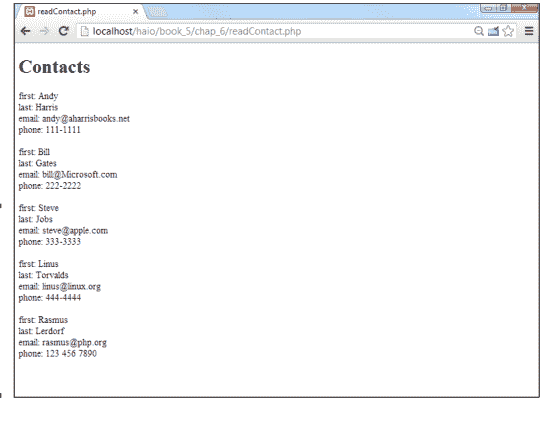 readContact.php
localhost/haio/book_5/chap_6/readContact.php
Contacts
first: Andy
last: Harris
email: andy@aharrisbooks.net
phone: 111-1111
first: Bill
last: Gates
email: bill@Microsoft.com
phone: 222-2222
first: Steve
last: Jobs
email: steve@apple.com
phone: 333-3333
first: Linus
last: Torvalds
email: linus@linux.org
phone: 444-4444
first: Rasmus
last: Lerdorf
email: rasmus@php.org
phone: 123 456 7890